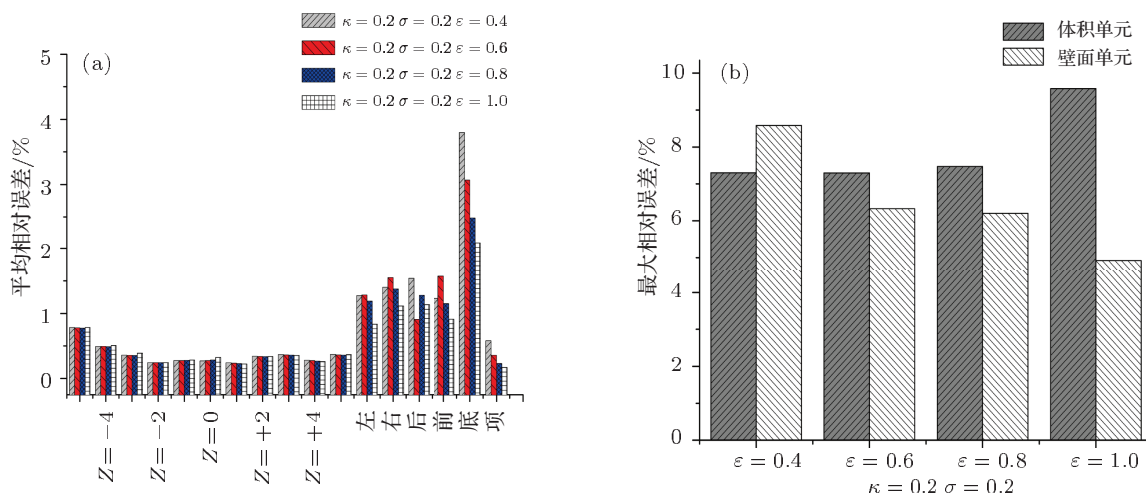 (a)
κ = 0.2 σ = 0.2 ε = 0.4
κ = 0.2 σ = 0.2 ε = 0.6
κ = 0.2 σ = 0.2 ε = 0.8
κ = 0.2 σ = 0.2 ε = 1.0
平均相对误差/%
5
4
3
2
1
0
Z=-4
Z=-2
Z=0
Z=+2
Z=+4
左
右
后
前
底
项
(b)
体积单元
壁面单元
最大相对误差/%
10
8
6
4
2
0
ε = 0.4
ε = 0.6
ε = 0.8
ε = 1.0
κ = 0.2 σ = 0.2